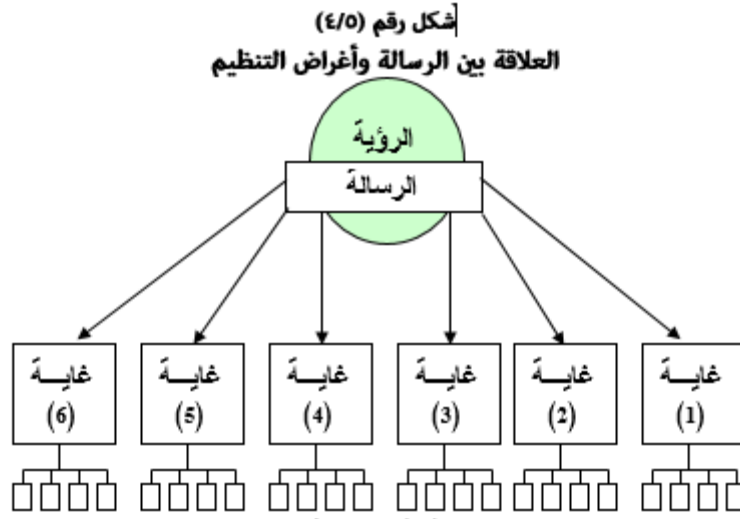 شكل رقم (٤/٥)
العلاقة بين الرسالة وأغراض التنظيم
الرؤية
الرسالة
غايـــة
(1)
غايـــة
(2)
غايـــة
(3)
غايـــة
(4)
غايـــة
(5)
غايـــة
(6)